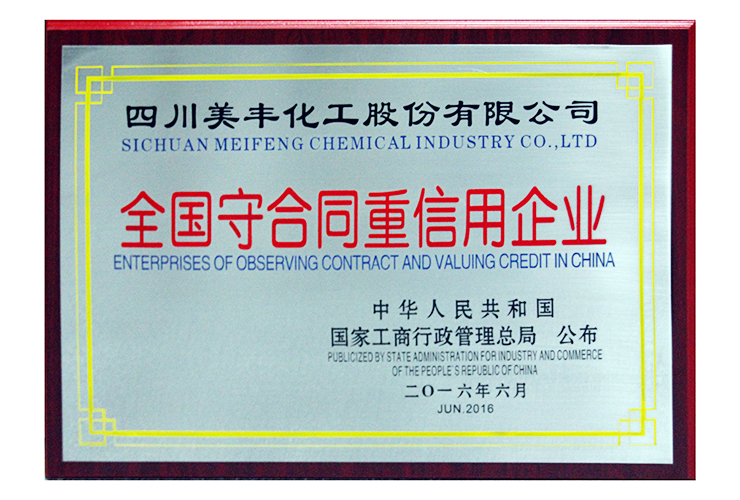 四川美丰化工股份有限公司
SICHUAN MEIFENG CHEMICAL INDUSTRY CO.,LTD
全国守合同重信用企业
ENTERPRISES OF OBSERVING CONTRACT AND VALUING CREDIT IN CHINA
中华人民共和国
国家工商行政管理总局 公布
PUBLICIZED BY STATE ADMINISTRATION FOR INDUSTRY AND COMMERCE
OF THE PEOPLE S REPUBLIC OF CHINA
二O一六年六月
JUN.2016